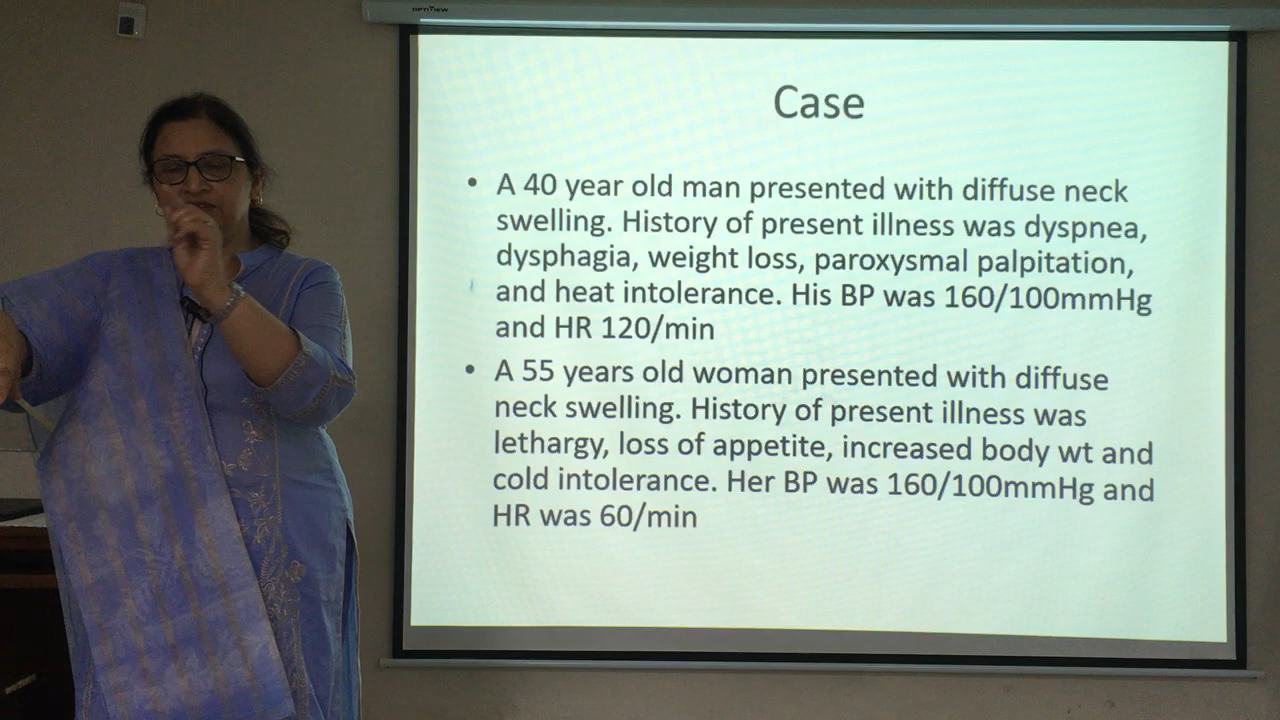 OPTIVIEW
Case
• A 40 year old man presented with diffuse neck
swelling. History of present illness was dyspnea,
dysphagia, weight loss, paroxysmal palpitation,
and heat intolerance. His BP was 160/100mmHg
and HR 120/min
• A 55 years old woman presented with diffuse
neck swelling. History of present illness was
lethargy, loss of appetite, increased body wt and
cold intolerance. Her BP was 160/100mmHg and
HR was 60/min